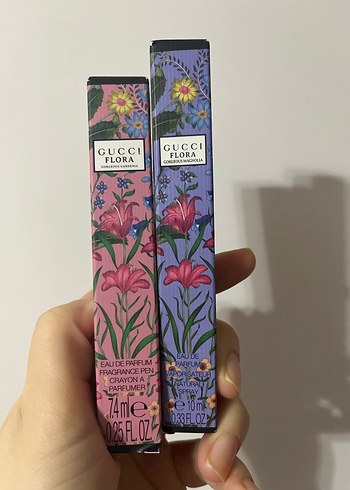 GUCCI
FLORA
GORGEOUS GARDENIA
EAU DE PARFUM
FRAGRANCE PEN
CRAYON A
PARFUMER
7.4 ml e
0.25 FL. OZ.
GUCCI
FLORA
GORGEOUS MAGNOLIA
EAU DE
PARFUM
VAPORISATEUR
NATURAL
SPRAY
e 10 ml
0.33 FL. OZ.